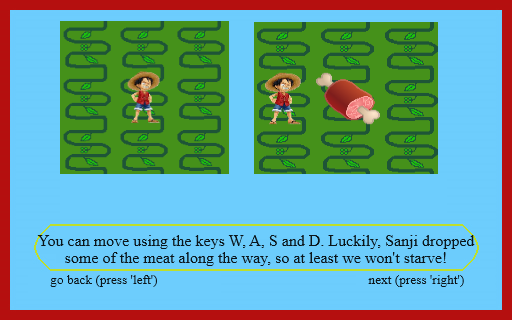 You can move using the keys W, A, S and D. Luckily, Sanji dropped
some of the meat along the way, so at least we won't starve!
go back (press 'left')
next (press 'right')